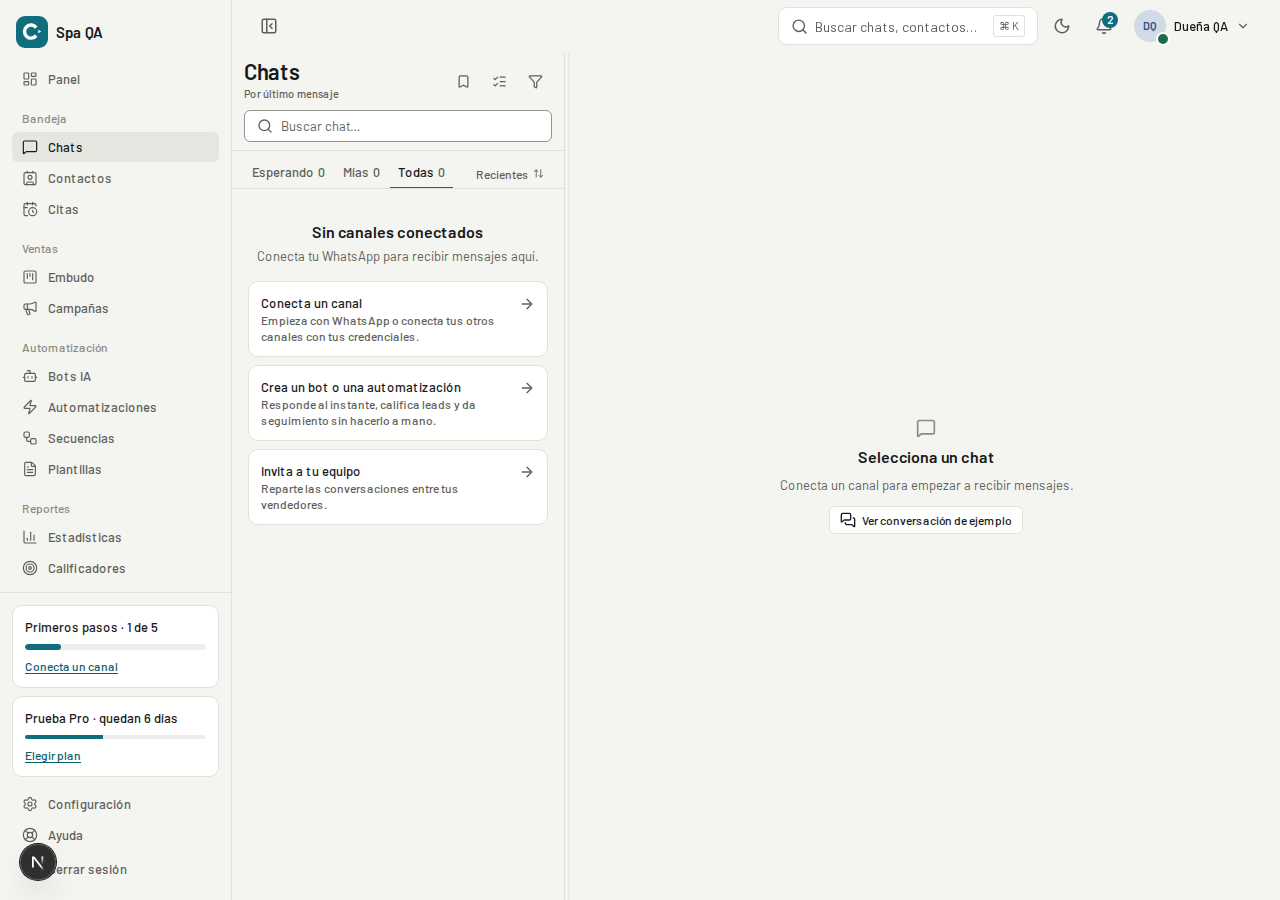 Spa QA
Buscar chats, contactos…
⌘ K
2
DQ
Dueña QA
Panel
Bandeja
Chats
Contactos
Citas
Ventas
Embudo
Campañas
Automatización
Bots IA
Automatizaciones
Secuencias
Plantillas
Reportes
Estadísticas
Calificadores
Primeros pasos · 1 de 5
Conecta un canal
Prueba Pro · quedan 6 días
Elegir plan
Configuración
Ayuda
errar sesión
N
Chats
Por último mensaje
Buscar chat...
Esperando 0
Mías 0
Todas 0
Recientes
Sin canales conectados
Conecta tu WhatsApp para recibir mensajes aquí.
Conecta un canal
Empieza con WhatsApp o conecta tus otros
canales con tus credenciales.
Crea un bot o una automatización
Responde al instante, califica leads y da
seguimiento sin hacerlo a mano.
Invita a tu equipo
Reparte las conversaciones entre tus
vendedores.
Selecciona un chat
Conecta un canal para empezar a recibir mensajes.
Ver conversación de ejemplo